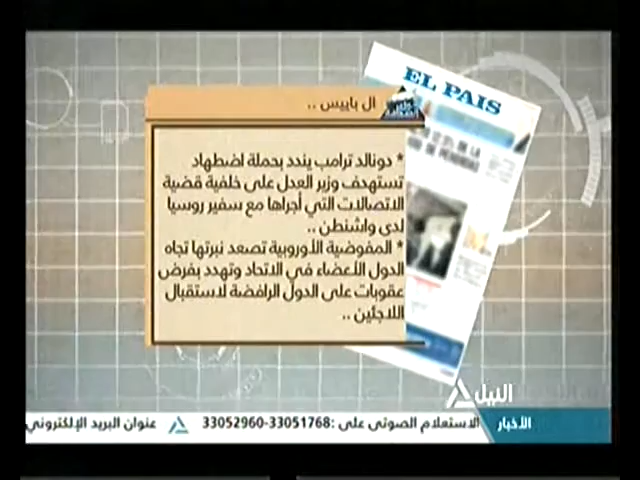 EL PAIS
ال باييس ..
* دونالد ترامب يندد بحملة اضطهاد
تستهدف وزير العدل على خلفية قضية
الاتصالات التي أجراها مع سفير روسيا
لدى واشنطن ..
* المفوضية الأوروبية تصعد نبرتها تجاه
الدول الأعضاء في الاتحاد وتهدد بفرض
عقوبات على الدول الرافضة لاستقبال
اللاجئين ..
النيل
الأخبار
الاستعلام الصوتى على :33051768-33052960
عنوان البريد الإلكتروني